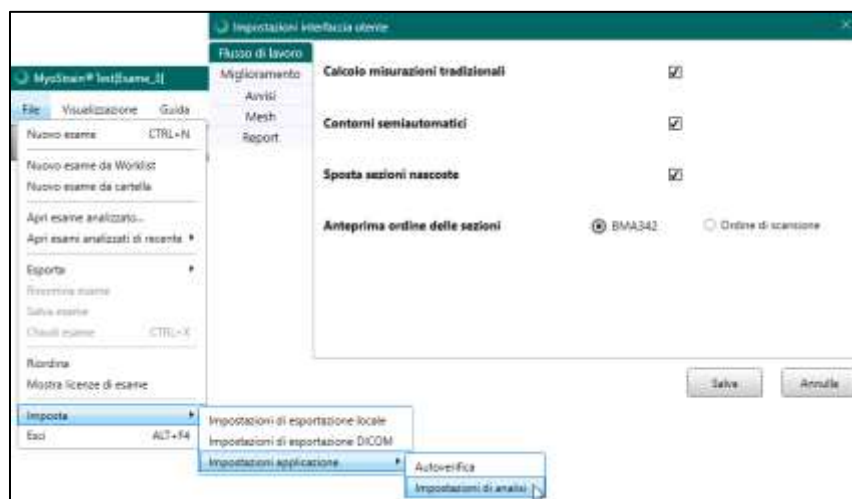 Impostazioni interfaccia utente
Flusso di lavoro
Miglioramento
Avvisi
Mesh
Report
Calcolo misurazioni tradizionali
Contorni semiautomatici
Sposta sezioni nascoste
Anteprima ordine delle sezioni
BMA342
Ordine di scansione
Salva
Annulla
File Visualizzazione Guida
Nuovo esame CTRL+N
Nuovo esame da Worklist
Nuovo esame da cartella
Apri esame analizzato...
Apri esami analizzati di recente
Esporta
Ripristina esame
Salva esame
Chiudi esame CTRL+X
Riordina
Mostra licenze di esame
Imposta
Esci ALT+F4
Impostazioni di esportazione locale
Impostazioni di esportazione DICOM
Impostazioni applicazione
Autoverifica
Impostazioni di analisi